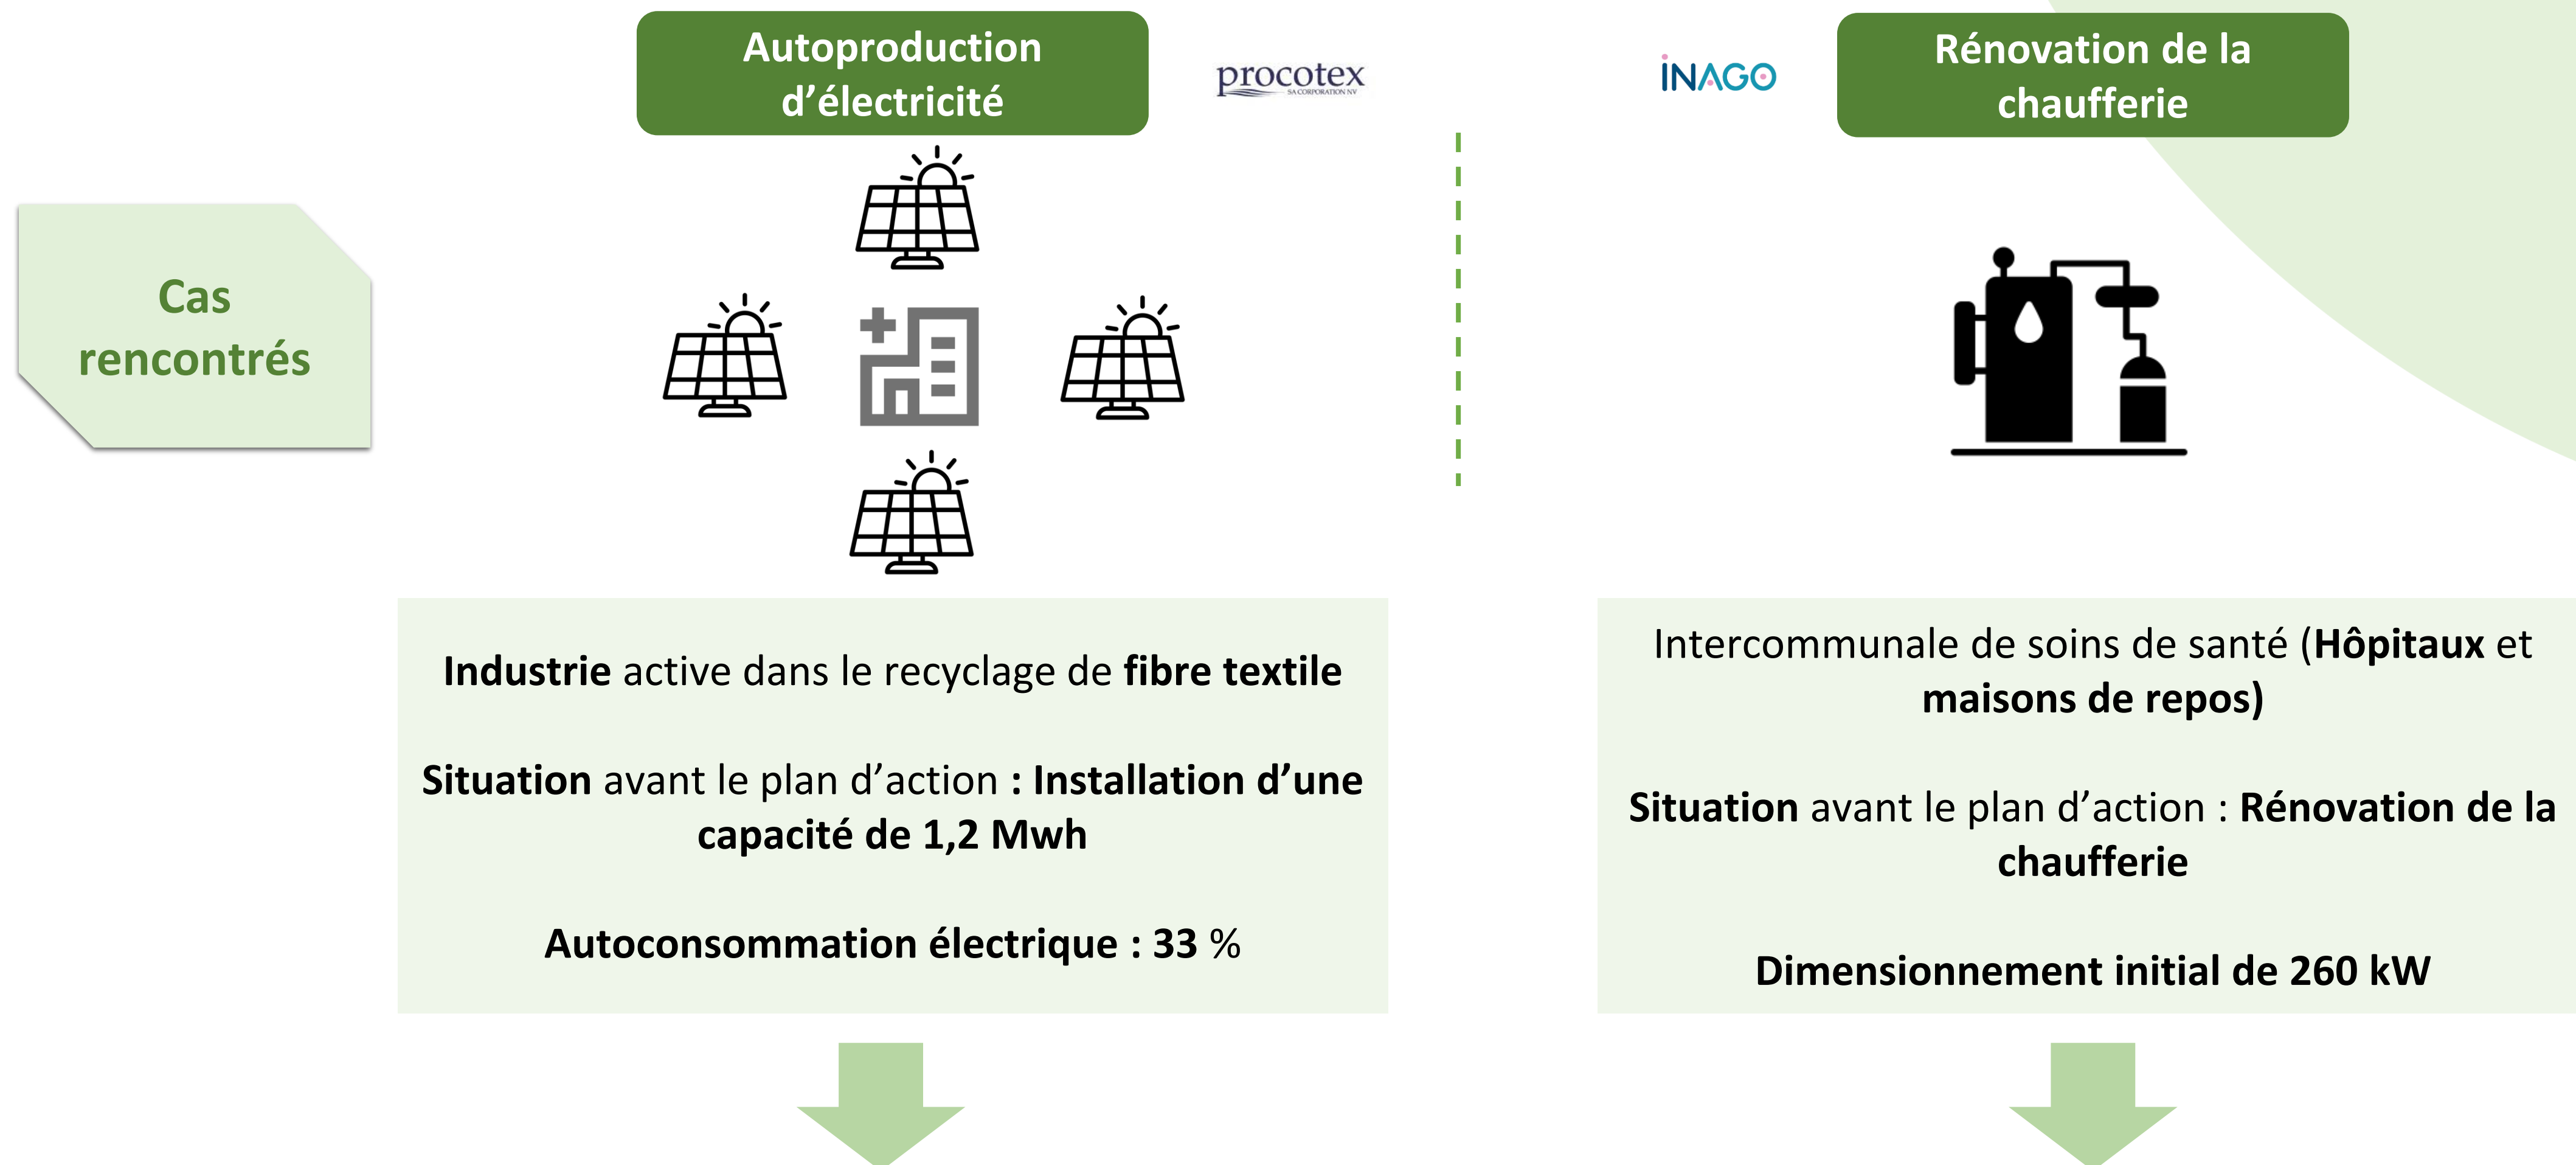 Autoproduction
d’électricité
procotex
SA CORPORATION NV
iNAGO
Rénovation de la
chaufferie
Cas
rencontrés
Industrie active dans le recyclage de fibre textile
Situation avant le plan d’action : Installation d’une
capacité de 1,2 Mwh
Autoconsommation électrique : 33 %
Intercommunale de soins de santé (Hôpitaux et
maisons de repos)
Situation avant le plan d’action : Rénovation de la
chaufferie
Dimensionnement initial de 260 kW